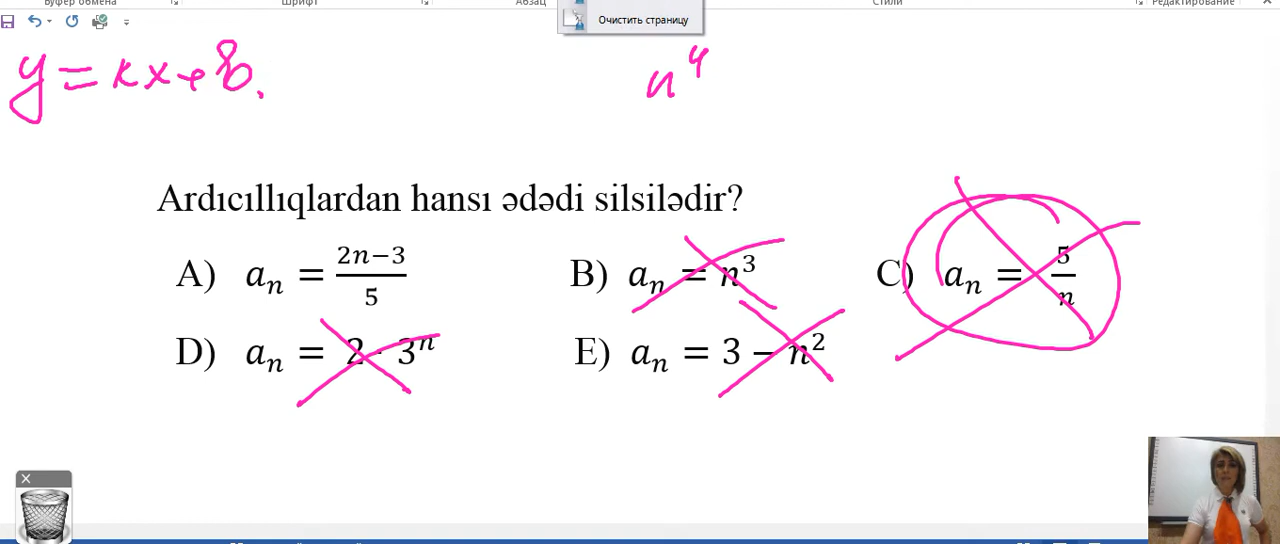 Буфер обмена Шрифт Абзац Стили Редактирование
Очистить страницу
y = kx + b.
n⁴
Ardıcıllıqlardan hansı ədədi silsilədir?
A) aₙ = (2n−3)/5 B) aₙ = n³ C) aₙ = 5/n
D) aₙ = 2 - 3ⁿ E) aₙ = 3 − n²